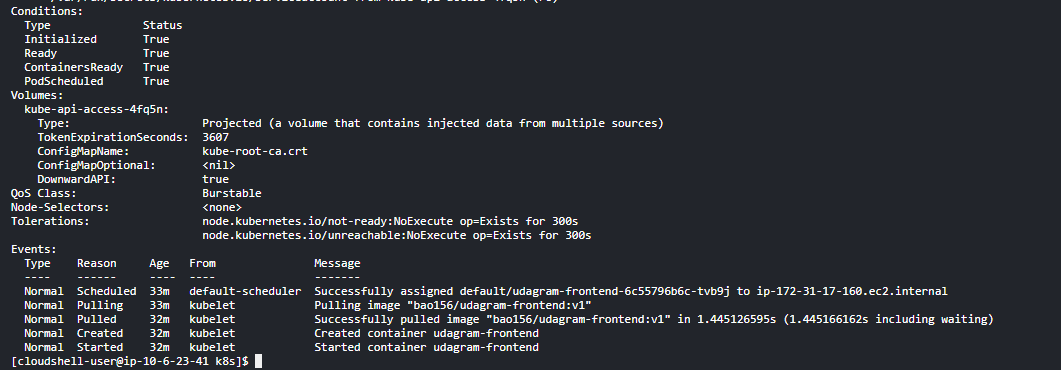 Conditions:
  Type              Status
  Initialized       True
  Ready             True
  ContainersReady   True
  PodScheduled      True
Volumes:
  kube-api-access-4fq5n:
    Type:                    Projected (a volume that contains injected data from multiple sources)
    TokenExpirationSeconds:  3607
    ConfigMapName:           kube-root-ca.crt
    ConfigMapOptional:       <nil>
    DownwardAPI:             true
QoS Class:                   Burstable
Node-Selectors:              <none>
Tolerations:                 node.kubernetes.io/not-ready:NoExecute op=Exists for 300s
                             node.kubernetes.io/unreachable:NoExecute op=Exists for 300s
Events:
  Type    Reason     Age   From               Message
  ----    ------     ----  ----               -------
  Normal  Scheduled  33m   default-scheduler  Successfully assigned default/udagram-frontend-6c55796b6c-tvb9j to ip-172-31-17-160.ec2.internal
  Normal  Pulling    33m   kubelet            Pulling image "bao156/udagram-frontend:v1"
  Normal  Pulled     32m   kubelet            Successfully pulled image "bao156/udagram-frontend:v1" in 1.445126595s (1.445166162s including waiting)
  Normal  Created    32m   kubelet            Created container udagram-frontend
  Normal  Started    32m   kubelet            Started container udagram-frontend
[cloudshell-user@ip-10-6-23-41 k8s]$